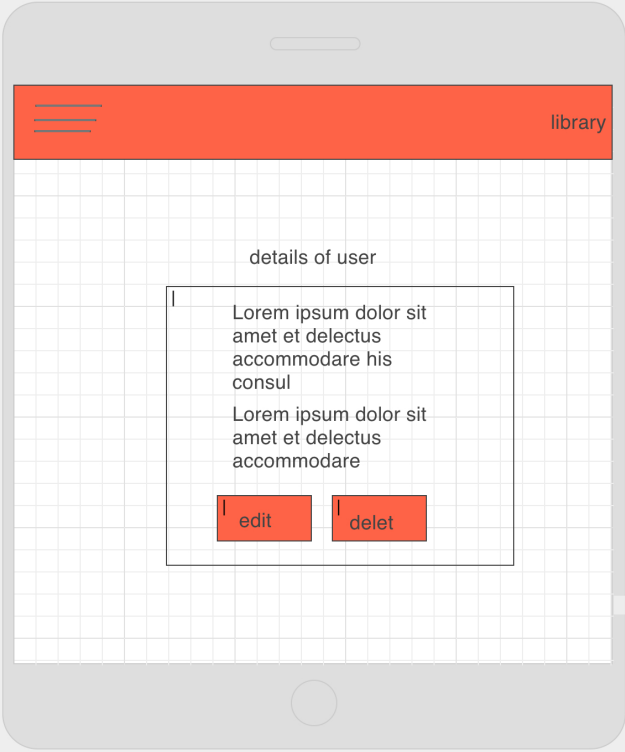 library
details of user
Lorem ipsum dolor sit
amet et delectus
accommodare his
consul
Lorem ipsum dolor sit
amet et delectus
accommodare
edit
delet